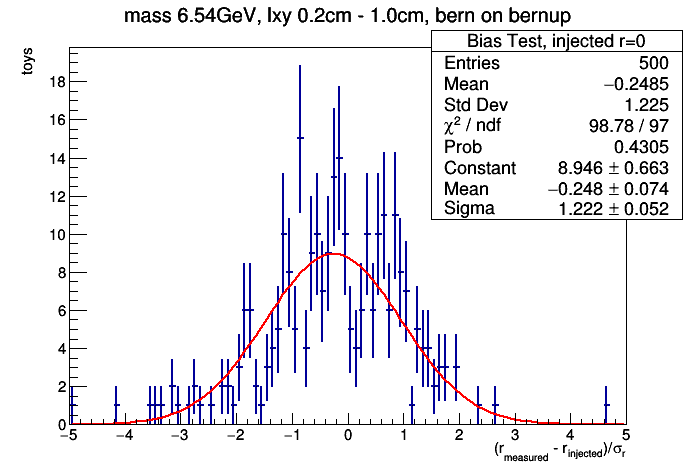 mass 6.54GeV, lxy 0.2cm - 1.0cm, bern on bernup
Bias Test, injected r=0
Entries 500
Mean −0.2485
Std Dev 1.225
χ² / ndf 98.78 / 97
Prob 0.4305
Constant 8.946 ± 0.663
Mean −0.248 ± 0.074
Sigma 1.222 ± 0.052
toys
18
16
14
12
10
8
6
4
2
0
−5 −4 −3 −2 −1 0 1 2 3 4 5
(r_measured - r_injected)/σ_r